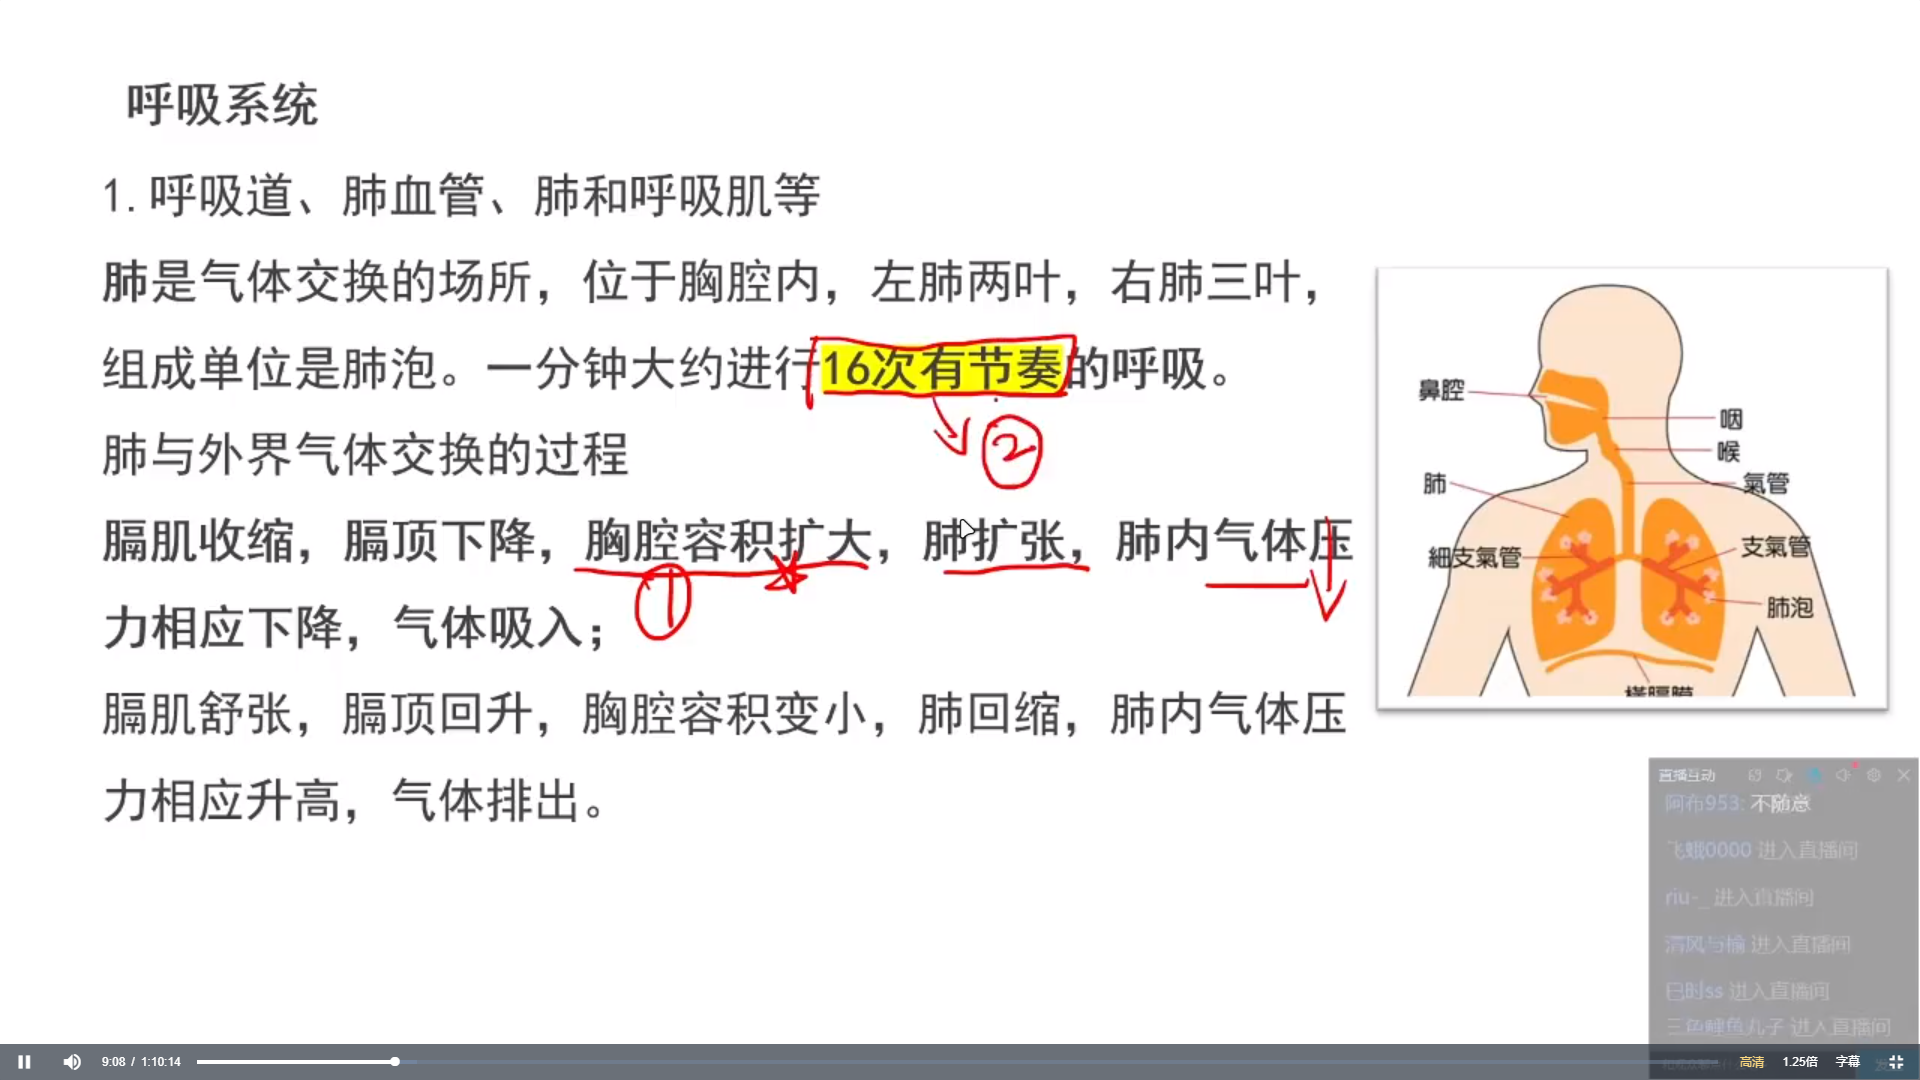 呼吸系统
1.呼吸道、肺血管、肺和呼吸肌等
肺是气体交换的场所，位于胸腔内，左肺两叶，右肺三叶，
组成单位是肺泡。一分钟大约进行16次有节奏的呼吸。
②
肺与外界气体交换的过程
膈肌收缩，膈顶下降，胸腔容积扩大，肺扩张，肺内气体压
①
力相应下降，气体吸入；
膈肌舒张，膈顶回升，胸腔容积变小，肺回缩，肺内气体压
力相应升高，气体排出。
鼻腔
咽
喉
肺
氣管
細支氣管
支氣管
肺泡
橫膈膜
直播互动
阿布953: 不随意
飞蛾0000 进入直播间
riu-_ 进入直播间
清风与榆 进入直播间
巳时ss 进入直播间
三色鲤鱼丸子 进入直播间
9:08 / 1:10:14
高清 1.25倍 字幕